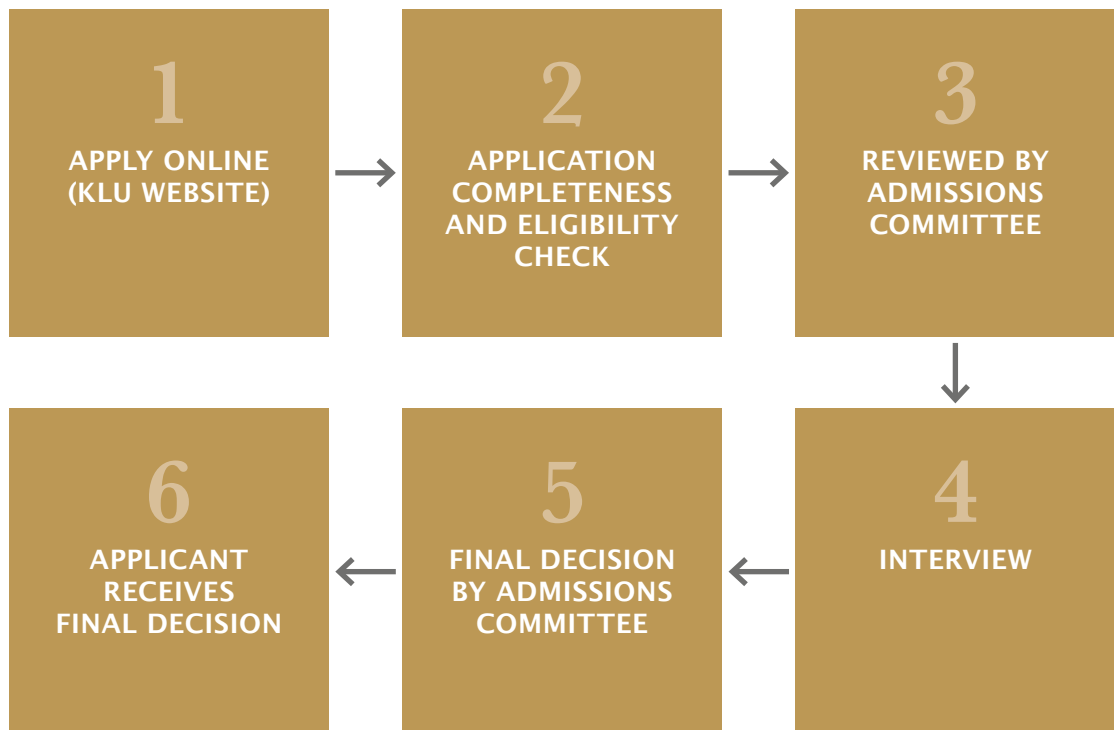 1
APPLY ONLINE
(KLU WEBSITE)
2
APPLICATION
COMPLETENESS
AND ELIGIBILITY
CHECK
3
REVIEWED BY
ADMISSIONS
COMMITTEE
4
INTERVIEW
5
FINAL DECISION
BY ADMISSIONS
COMMITTEE
6
APPLICANT
RECEIVES
FINAL DECISION